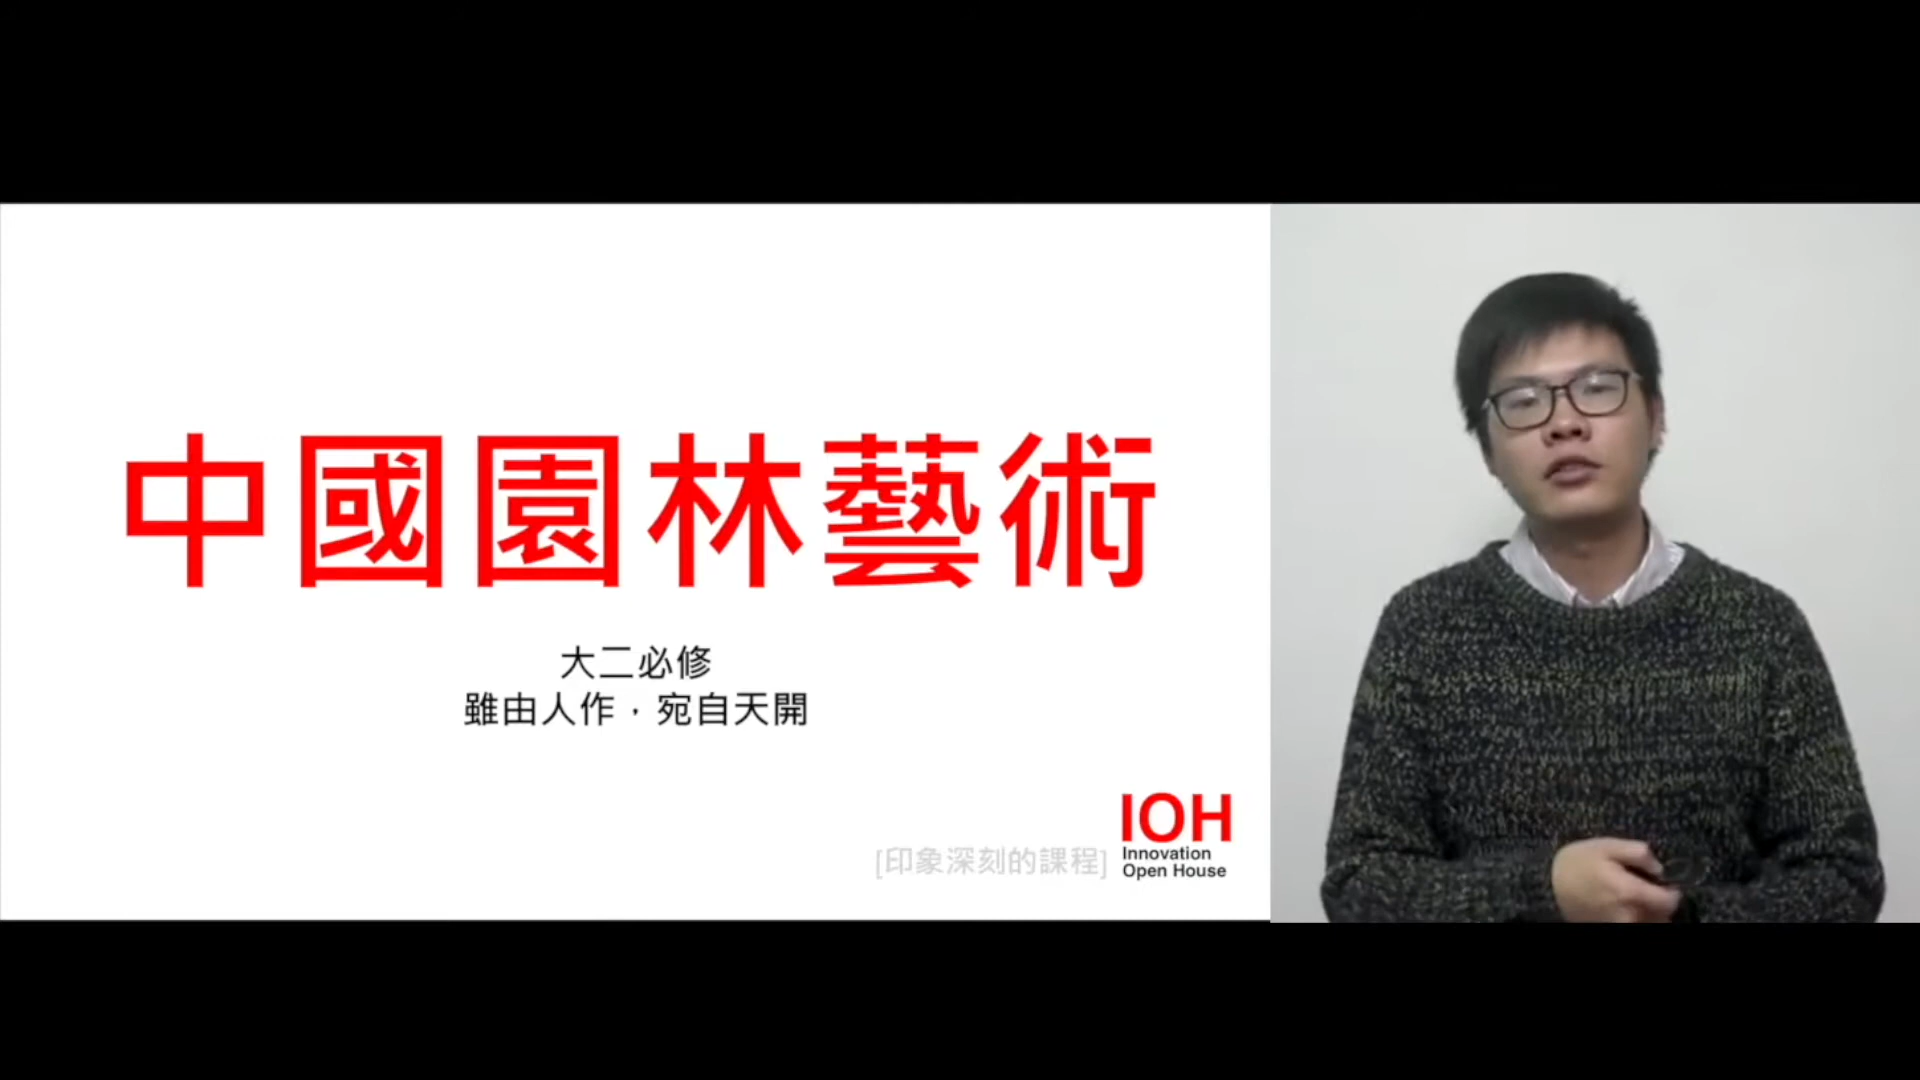 中國園林藝術
大二必修
雖由人作，宛自天開
[印象深刻的課程]
IOH
Innovation
Open House